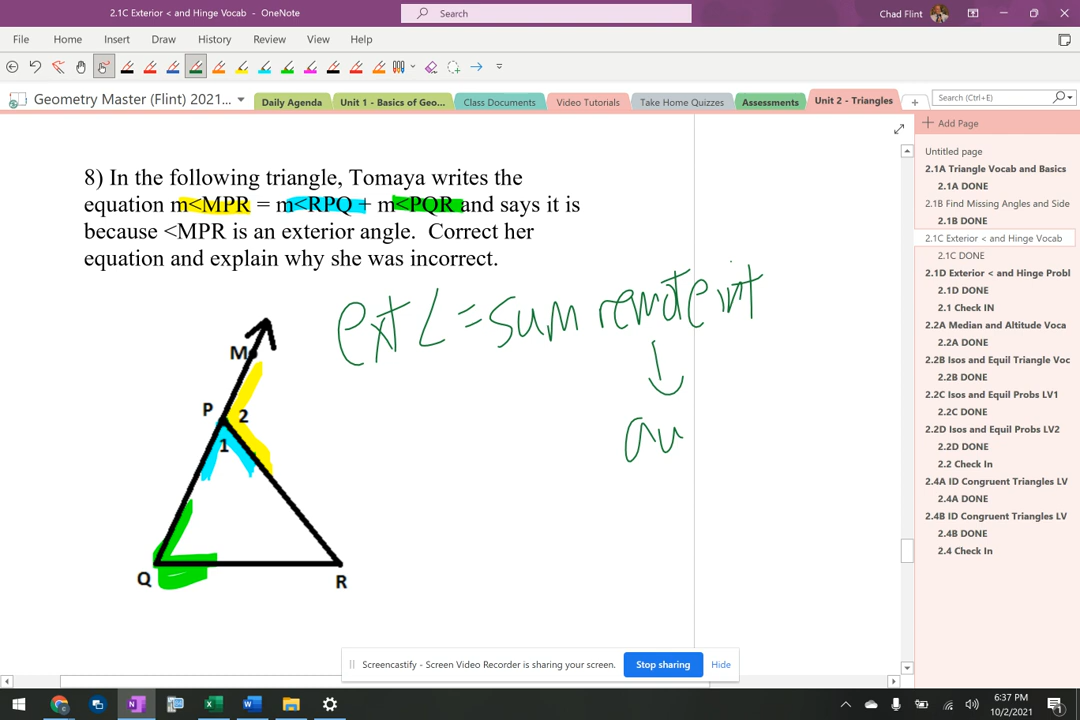 2.1C Exterior < and Hinge Vocab - OneNote
Search
Chad Flint
File Home Insert Draw History Review View Help
Geometry Master (Flint) 2021...
Daily Agenda
Unit 1 - Basics of Geo...
Class Documents
Video Tutorials
Take Home Quizzes
Assessments
Unit 2 - Triangles
Search (Ctrl+E)
Add Page
Untitled page
2.1A Triangle Vocab and Basics
2.1A DONE
2.1B Find Missing Angles and Side
2.1B DONE
2.1C Exterior < and Hinge Vocab
2.1C DONE
2.1D Exterior < and Hinge Probl
2.1D DONE
2.1 Check IN
2.2A Median and Altitude Voca
2.2A DONE
2.2B Isos and Equil Triangle Voc
2.2B DONE
2.2C Isos and Equil Probs LV1
2.2C DONE
2.2D Isos and Equil Probs LV2
2.2D DONE
2.2 Check In
2.4A ID Congruent Triangles LV
2.4A DONE
2.4B ID Congruent Triangles LV
2.4B DONE
2.4 Check In
8) In the following triangle, Tomaya writes the
equation m<MPR = m<RPQ + m<PQR and says it is
because <MPR is an exterior angle. Correct her
equation and explain why she was incorrect.
ext ∠ = sum remote int
M
P 2
1
Q R
Screencastify - Screen Video Recorder is sharing your screen.
Stop sharing
Hide
6:37 PM
10/2/2021